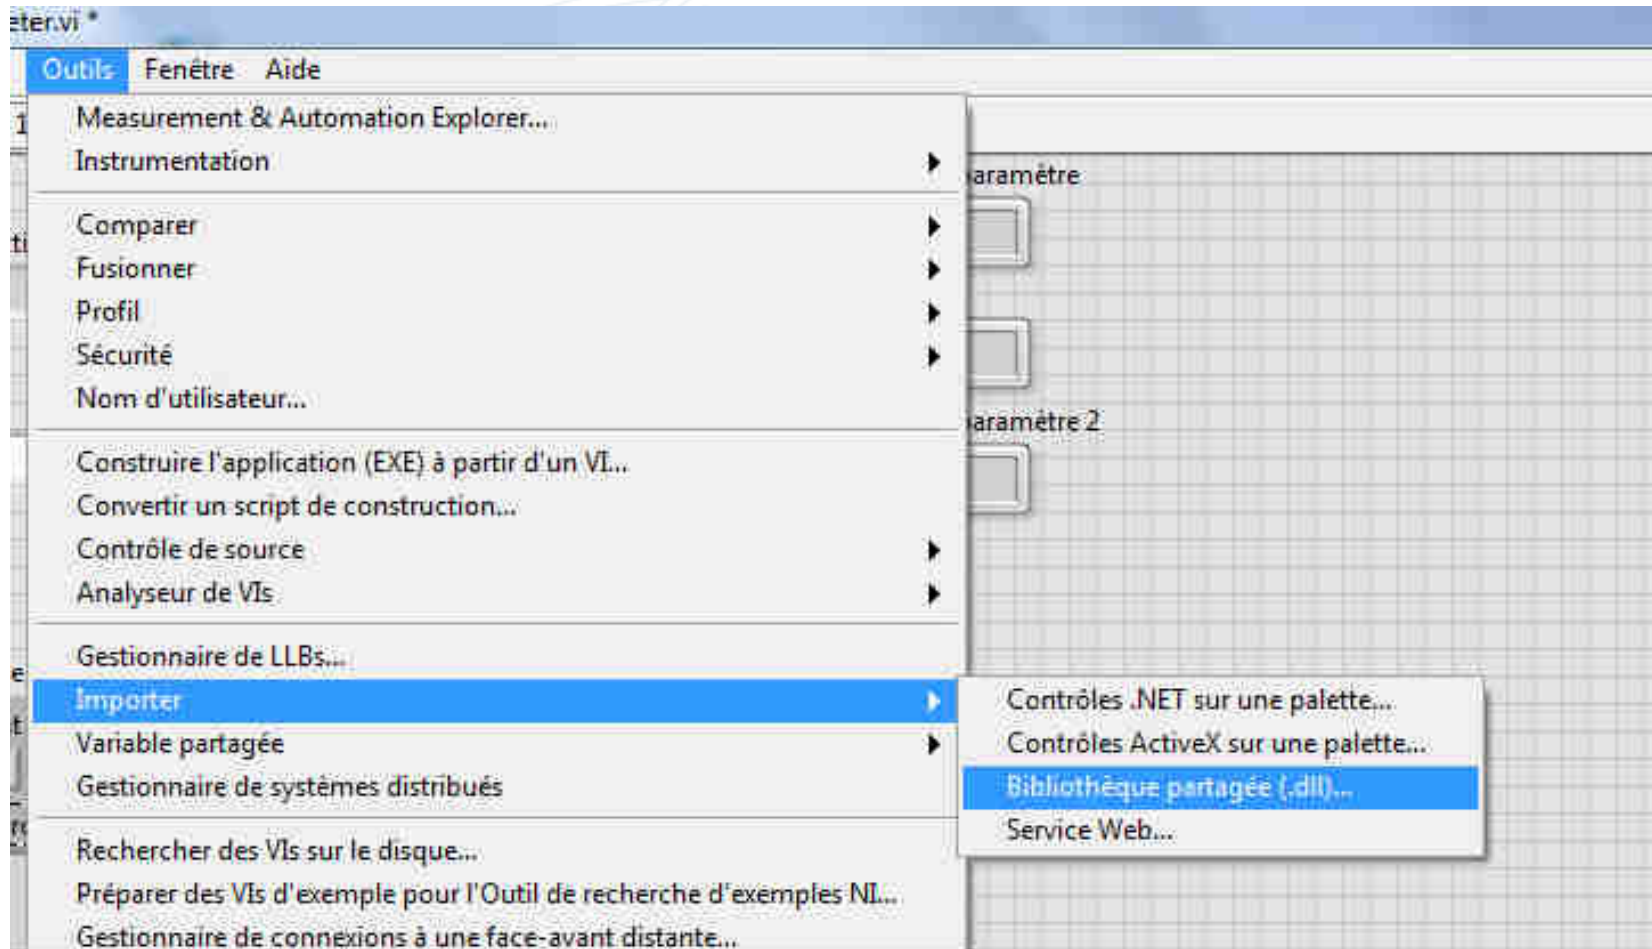 eter.vi *
Outils Fenêtre Aide
Measurement & Automation Explorer...
Instrumentation
Comparer
Fusionner
Profil
Sécurité
Nom d'utilisateur...
Construire l'application (EXE) à partir d'un VI...
Convertir un script de construction...
Contrôle de source
Analyseur de VIs
Gestionnaire de LLBs...
Importer
Variable partagée
Gestionnaire de systèmes distribués
Rechercher des VIs sur le disque...
Préparer des VIs d'exemple pour l'Outil de recherche d'exemples NI...
Gestionnaire de connexions à une face-avant distante...
Contrôles .NET sur une palette...
Contrôles ActiveX sur une palette...
Bibliothèque partagée (.dll)...
Service Web...
aramètre
aramètre 2